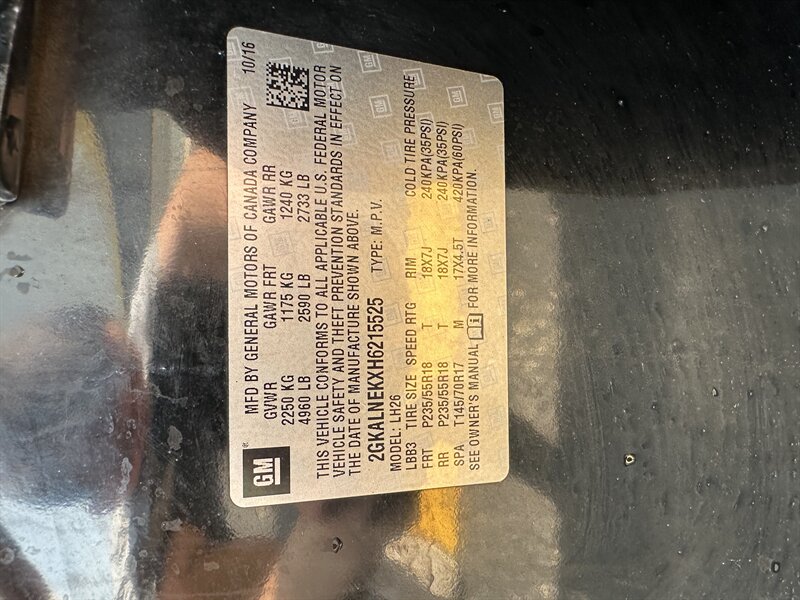 GM
MFD BY GENERAL MOTORS OF CANADA COMPANY 10/16
GVWR GAWR FRT GAWR RR
2250 KG 1175 KG 1240 KG
4960 LB 2590 LB 2733 LB
THIS VEHICLE CONFORMS TO ALL APPLICABLE U.S. FEDERAL MOTOR
VEHICLE SAFETY AND THEFT PREVENTION STANDARDS IN EFFECT ON
THE DATE OF MANUFACTURE SHOWN ABOVE.
2GKALNEKXH6215525 TYPE: M.P.V.
MODEL: LH26
LBB3 TIRE SIZE SPEED RTG RIM COLD TIRE PRESSURE
FRT P235/55R18 T 18X7J 240KPA(35PSI)
RR P235/55R18 T 18X7J 240KPA(35PSI)
SPA T145/70R17 M 17X4.5T 420KPA(60PSI)
SEE OWNER'S MANUAL i FOR MORE INFORMATION.